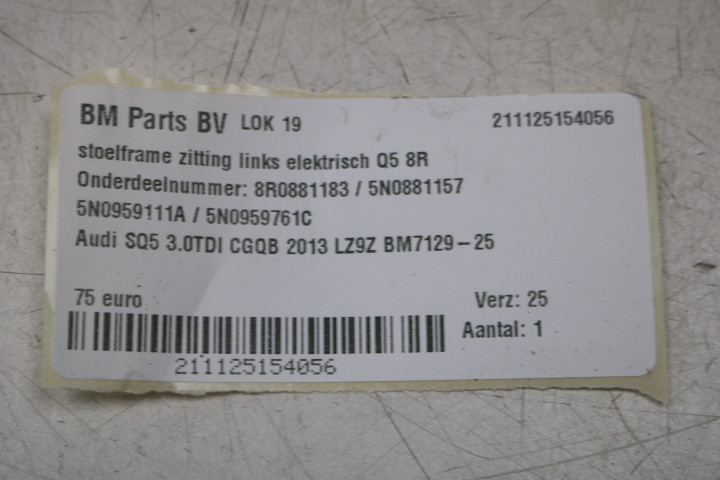 BM Parts BV LOK 19 211125154056
stoelframe zitting links elektrisch Q5 8R
Onderdeelnummer: 8R0881183 / 5N0881157
5N0959111A / 5N0959761C
Audi SQ5 3.0TDI CGQB 2013 LZ9Z BM7129-25
75 euro Verz: 25
Aantal: 1
211125154056